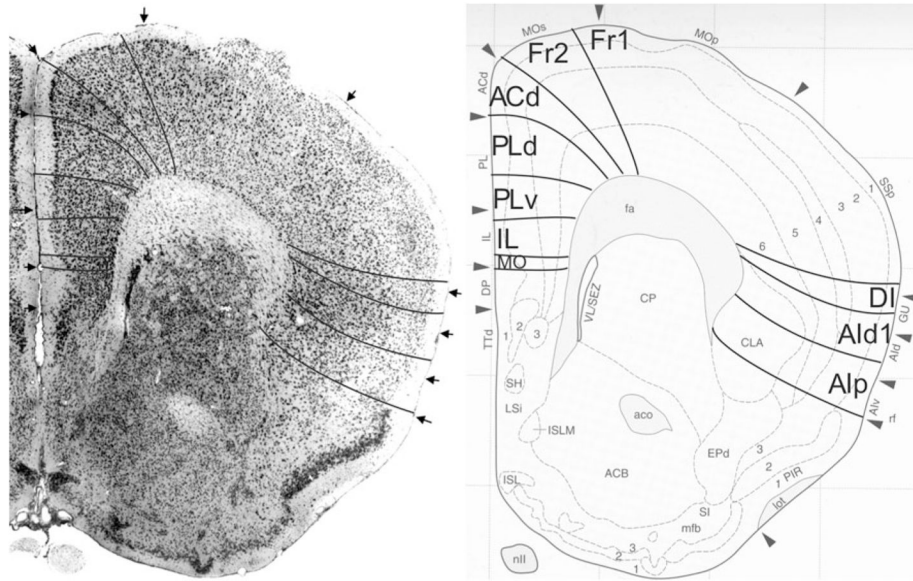 MOs
Fr2
Fr1
MOp
ACd
ACd
PLd
PL
PLv
IL
IL
MO
DP
TTd
fa
VL/SEZ
CP
CLA
1
2
3
4
5
6
SSp
DI
GU
AId1
AId
AIp
AIv
rf
1
2
3
SH
LSi
ISLM
aco
EPd
3
2
1
PIR
ACB
ISL
SI
mfb
lot
3
2
1
nII